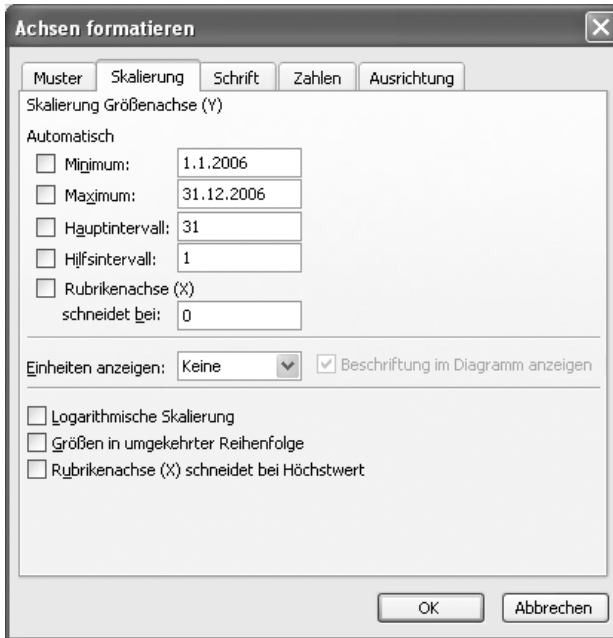 Achsen formatieren
Muster Skalierung Schrift Zahlen Ausrichtung
Skalierung Größenachse (Y)
Automatisch
Minimum: 1.1.2006
Maximum: 31.12.2006
Hauptintervall: 31
Hilfsintervall: 1
Rubrikenachse (X)
schneidet bei: 0
Einheiten anzeigen: Keine Beschriftung im Diagramm anzeigen
Logarithmische Skalierung
Größen in umgekehrter Reihenfolge
Rubrikenachse (X) schneidet bei Höchstwert
OK Abbrechen